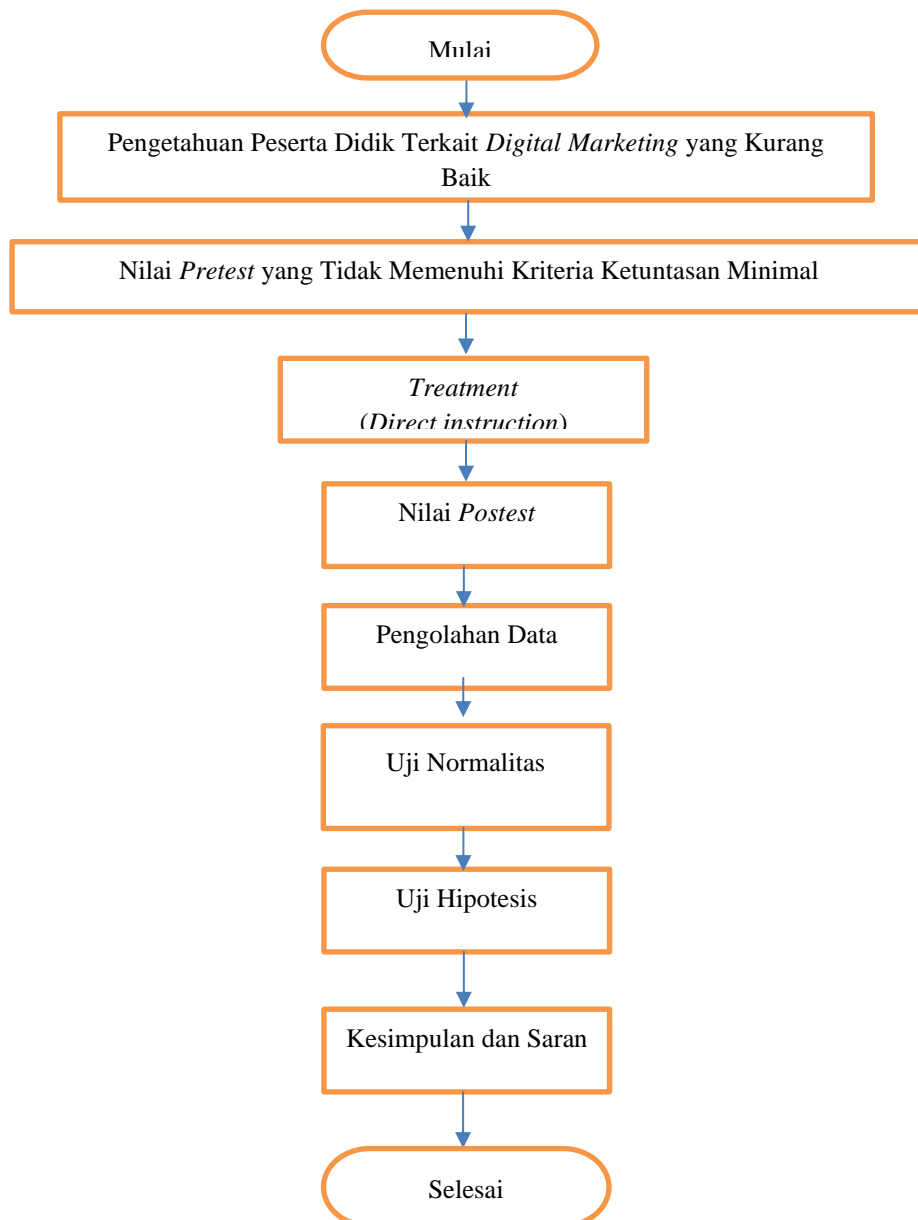 Mulai
Pengetahuan Peserta Didik Terkait Digital Marketing yang Kurang
Baik
Nilai Pretest yang Tidak Memenuhi Kriteria Ketuntasan Minimal
Treatment
(Direct instruction)
Nilai Postest
Pengolahan Data
Uji Normalitas
Uji Hipotesis
Kesimpulan dan Saran
Selesai